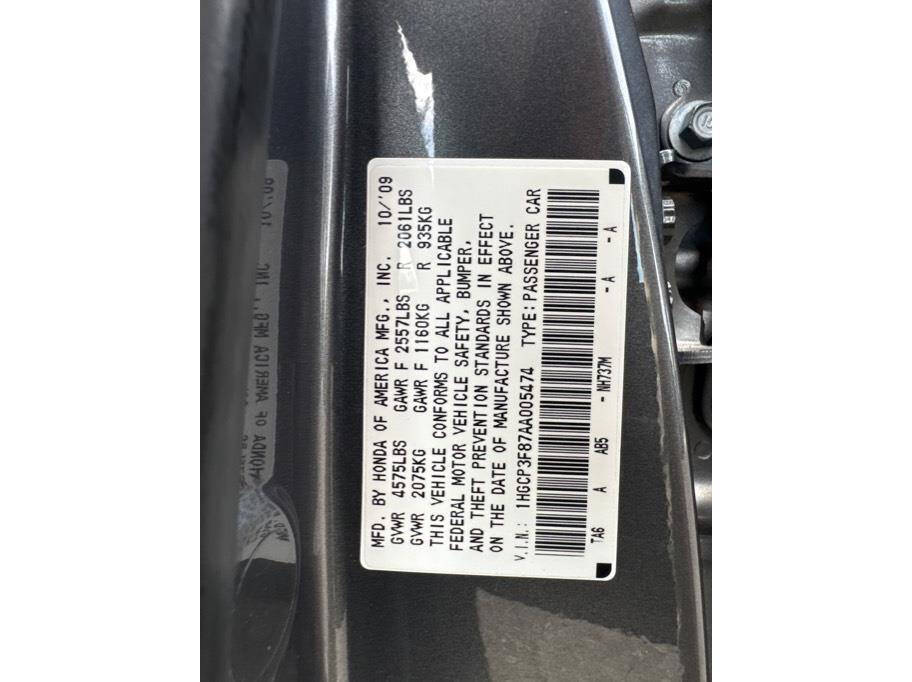 MFD. BY HONDA OF AMERICA MFG., INC. 10/'09
GVWR 4575LBS GAWR F 2557LBS R 2061LBS
GVWR 2075KG GAWR F 1160KG R 935KG
THIS VEHICLE CONFORMS TO ALL APPLICABLE
FEDERAL MOTOR VEHICLE SAFETY, BUMPER,
AND THEFT PREVENTION STANDARDS IN EFFECT
ON THE DATE OF MANUFACTURE SHOWN ABOVE.
V.I.N.: 1HGCP3F87AA005474 TYPE: PASSENGER CAR
TA6 A AB5 - NH737M - A - A